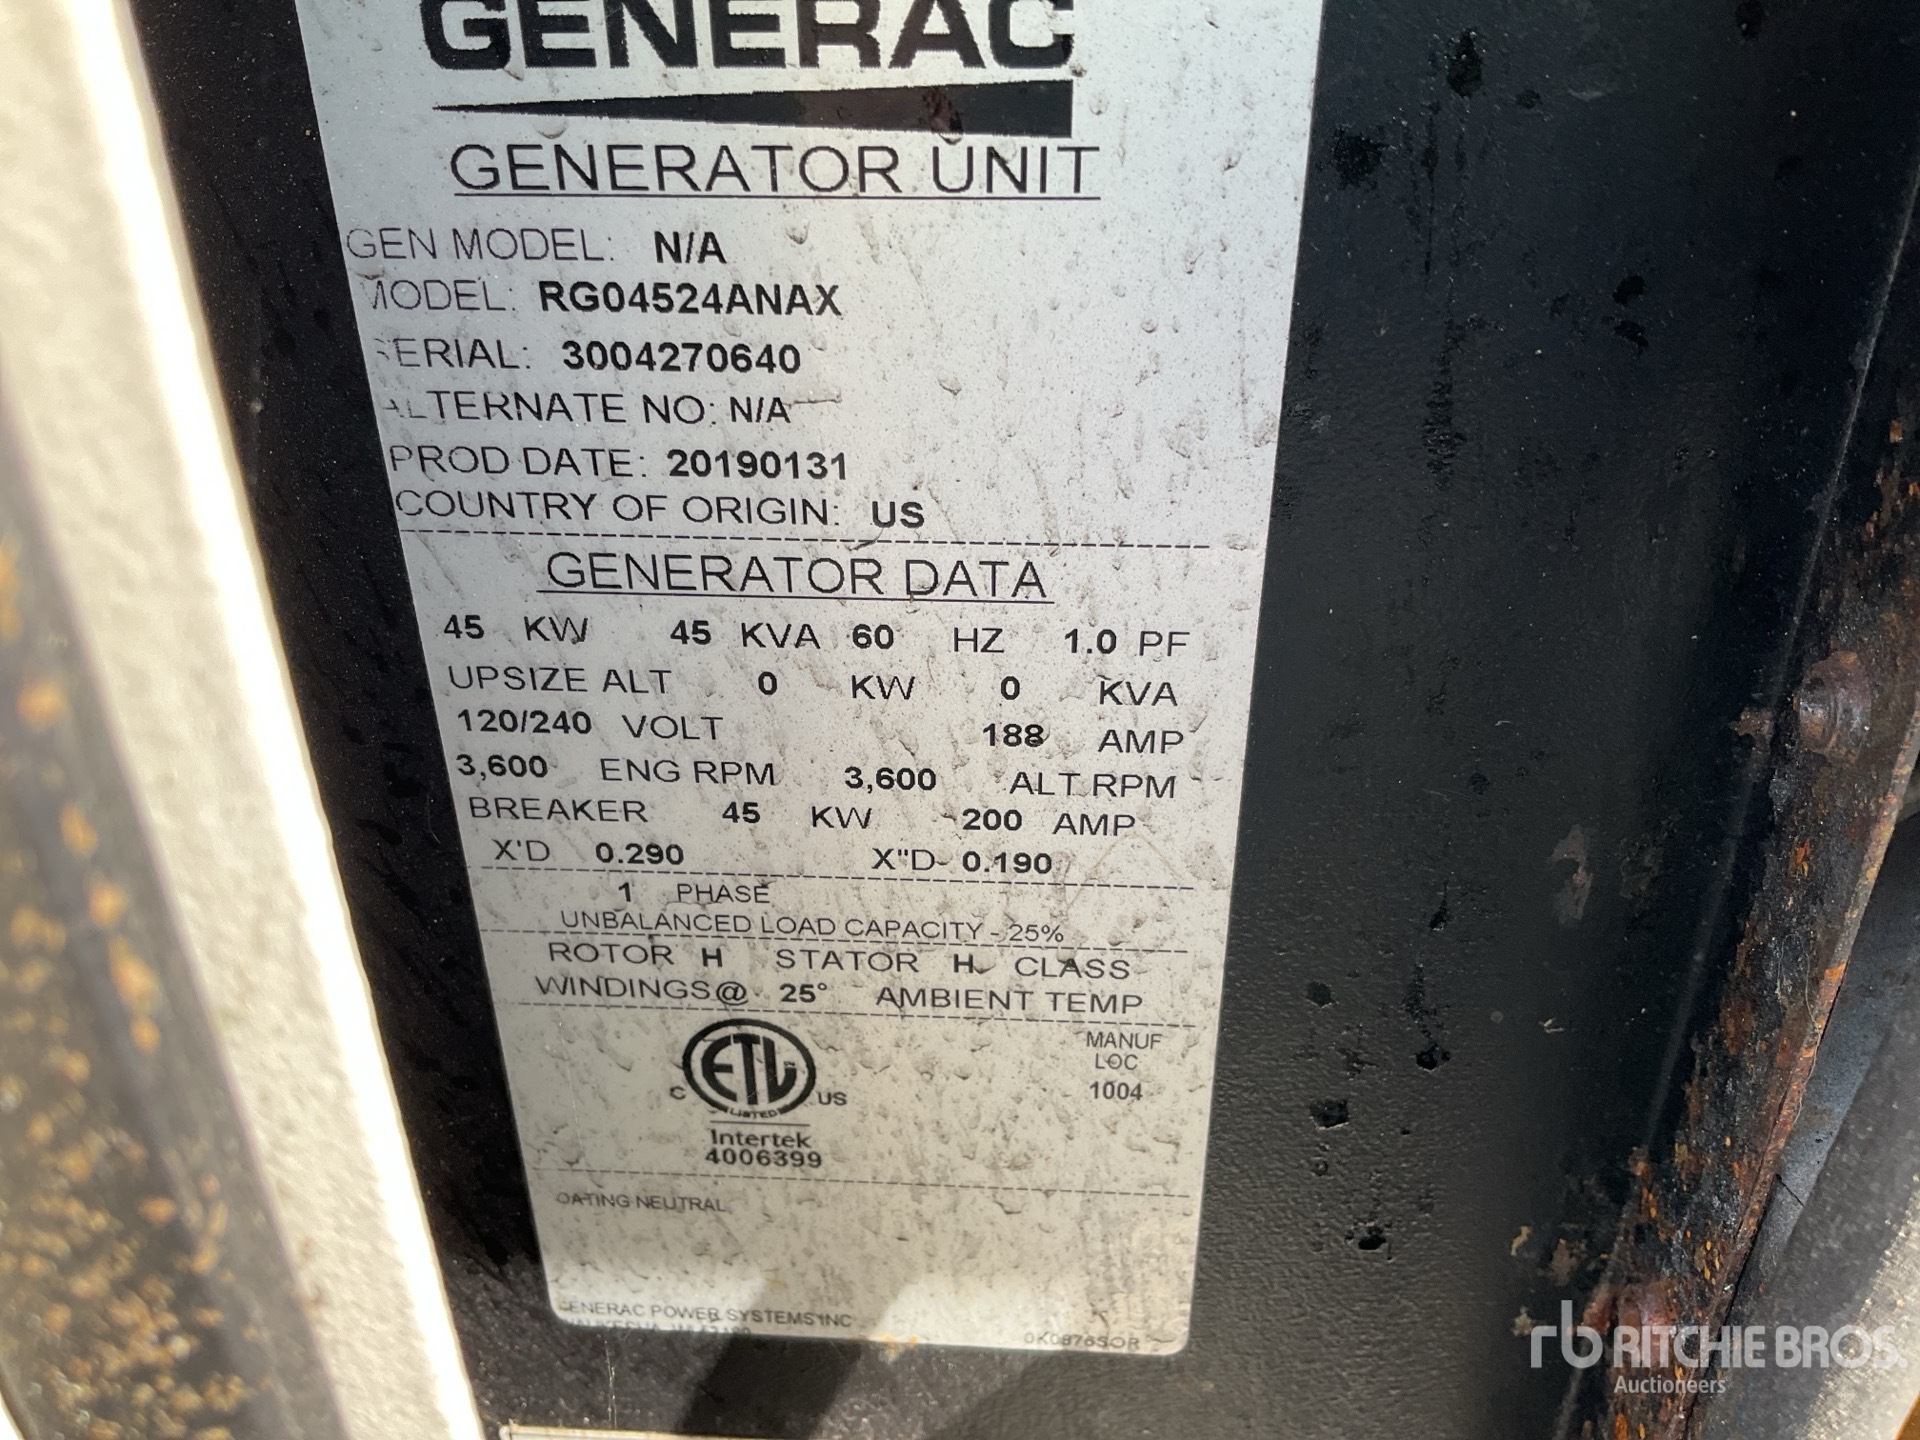 GENERAC
GENERATOR UNIT
GEN MODEL: N/A
MODEL: RG04524ANAX
SERIAL: 3004270640
ALTERNATE NO: N/A
PROD DATE: 20190131
COUNTRY OF ORIGIN: US
GENERATOR DATA
45 KW 45 KVA 60 HZ 1.0 PF
UPSIZE ALT 0 KW 0 KVA
120/240 VOLT 188 AMP
3,600 ENG RPM 3,600 ALT RPM
BREAKER 45 KW 200 AMP
X'D 0.290 X"D 0.190
1 PHASE
UNBALANCED LOAD CAPACITY - 25%
ROTOR H STATOR H CLASS
WINDINGS@ 25° AMBIENT TEMP
C ETL US
LISTED
Intertek
4006399
MANUF
LOC
1004
OATING NEUTRAL
GENERAC POWER SYSTEMS INC
rb RITCHIE BROS.
Auctioneers